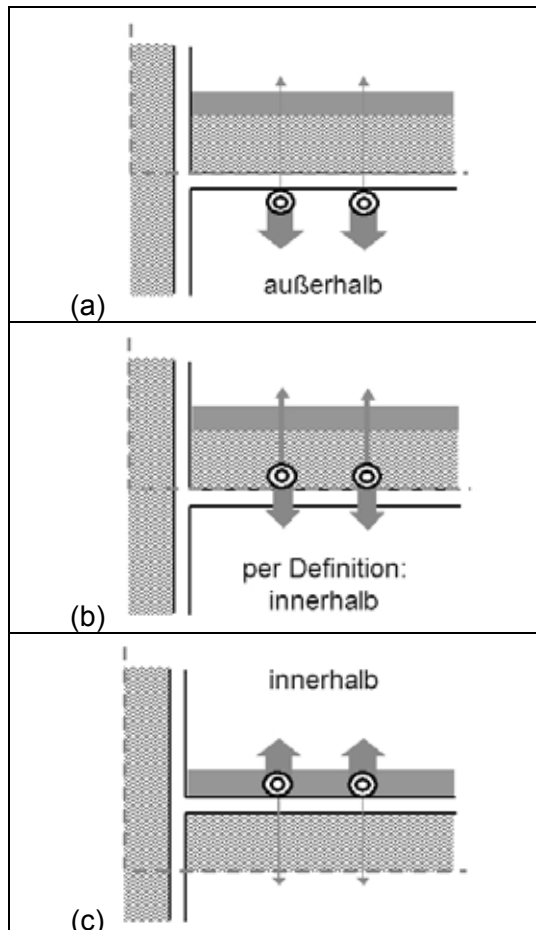 außerhalb
(a)
per Definition:
innerhalb
(b)
innerhalb
(c)